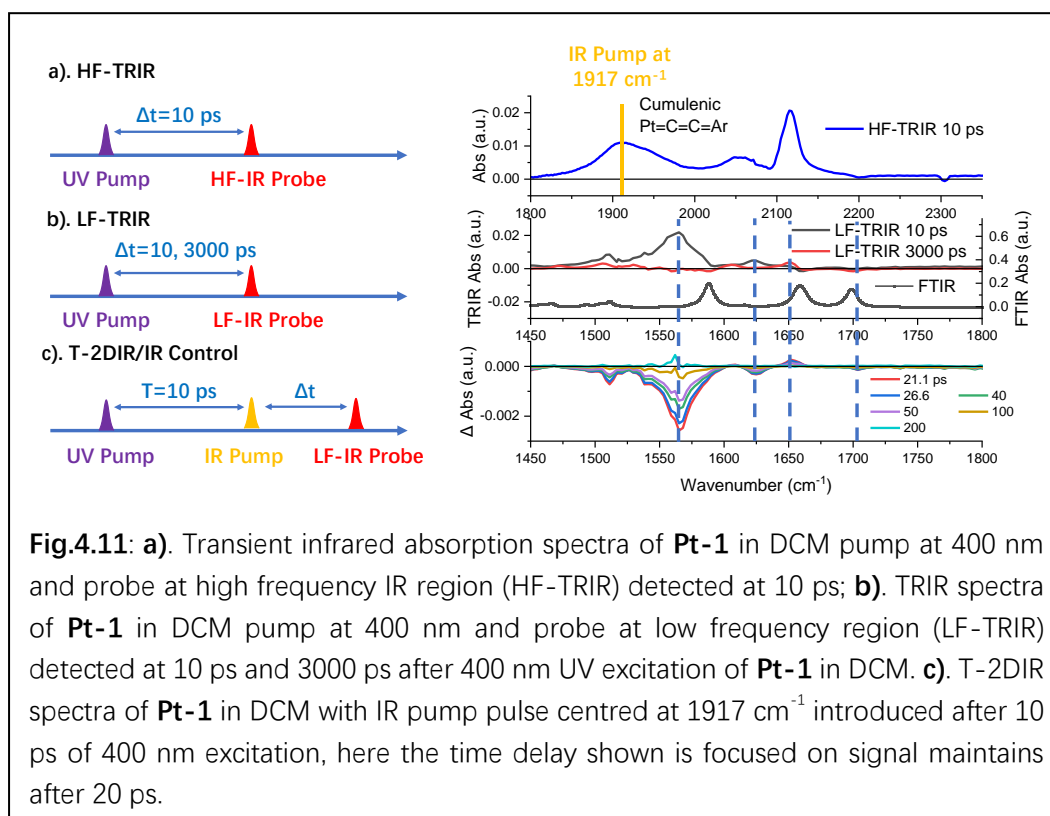 a). HF-TRIR
Δt=10 ps
UV Pump
HF-IR Probe
b). LF-TRIR
Δt=10, 3000 ps
UV Pump
LF-IR Probe
c). T-2DIR/IR Control
T=10 ps
Δt
UV Pump
IR Pump
LF-IR Probe
IR Pump at
1917 cm⁻¹
Cumulenic
Pt=C=C=Ar
HF-TRIR 10 ps
Abs (a.u.)
0.02
0.01
0.00
1800 1900 2000 2100 2200 2300
LF-TRIR 10 ps
LF-TRIR 3000 ps
FTIR
TRIR Abs (a.u.)
0.02
0.00
-0.02
FTIR Abs (a.u.)
0.6
0.4
0.2
0.0
1450 1500 1550 1600 1650 1700 1750 1800
Δ Abs (a.u.)
0.000
-0.002
21.1 ps
26.6 40
50 100
200
1450 1500 1550 1600 1650 1700 1750 1800
Wavenumber (cm⁻¹)
Fig.4.11: a). Transient infrared absorption spectra of Pt-1 in DCM pump at 400 nm
and probe at high frequency IR region (HF-TRIR) detected at 10 ps; b). TRIR spectra
of Pt-1 in DCM pump at 400 nm and probe at low frequency region (LF-TRIR)
detected at 10 ps and 3000 ps after 400 nm UV excitation of Pt-1 in DCM. c). T-2DIR
spectra of Pt-1 in DCM with IR pump pulse centred at 1917 cm⁻¹ introduced after 10
ps of 400 nm excitation, here the time delay shown is focused on signal maintains
after 20 ps.